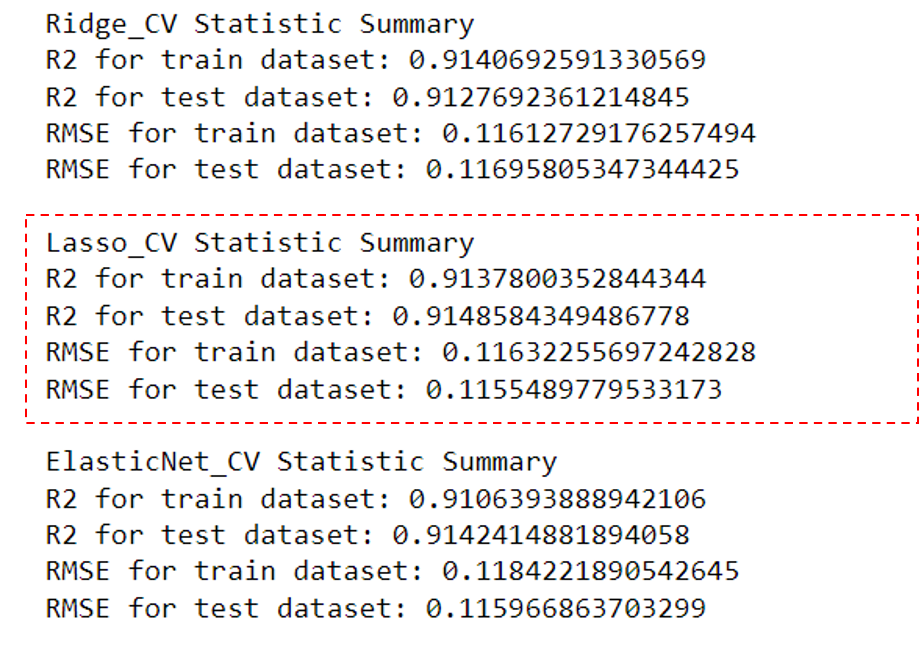 Ridge_CV Statistic Summary
R2 for train dataset: 0.9140692591330569
R2 for test dataset: 0.9127692361214845
RMSE for train dataset: 0.11612729176257494
RMSE for test dataset: 0.11695805347344425
Lasso_CV Statistic Summary
R2 for train dataset: 0.9137800352844344
R2 for test dataset: 0.9148584349486778
RMSE for train dataset: 0.11632255697242828
RMSE for test dataset: 0.1155489779533173
ElasticNet_CV Statistic Summary
R2 for train dataset: 0.9106393888942106
R2 for test dataset: 0.9142414881894058
RMSE for train dataset: 0.1184221890542645
RMSE for test dataset: 0.115966863703299